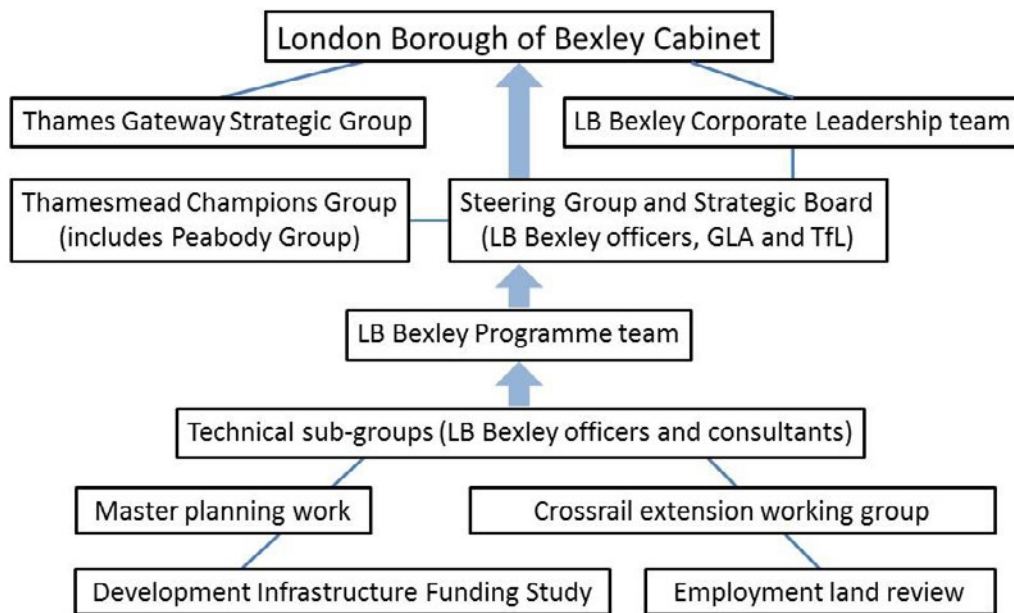 London Borough of Bexley Cabinet
Thames Gateway Strategic Group
LB Bexley Corporate Leadership team
Thamesmead Champions Group
(includes Peabody Group)
Steering Group and Strategic Board
(LB Bexley officers, GLA and TfL)
LB Bexley Programme team
Technical sub-groups (LB Bexley officers and consultants)
Master planning work
Crossrail extension working group
Development Infrastructure Funding Study
Employment land review